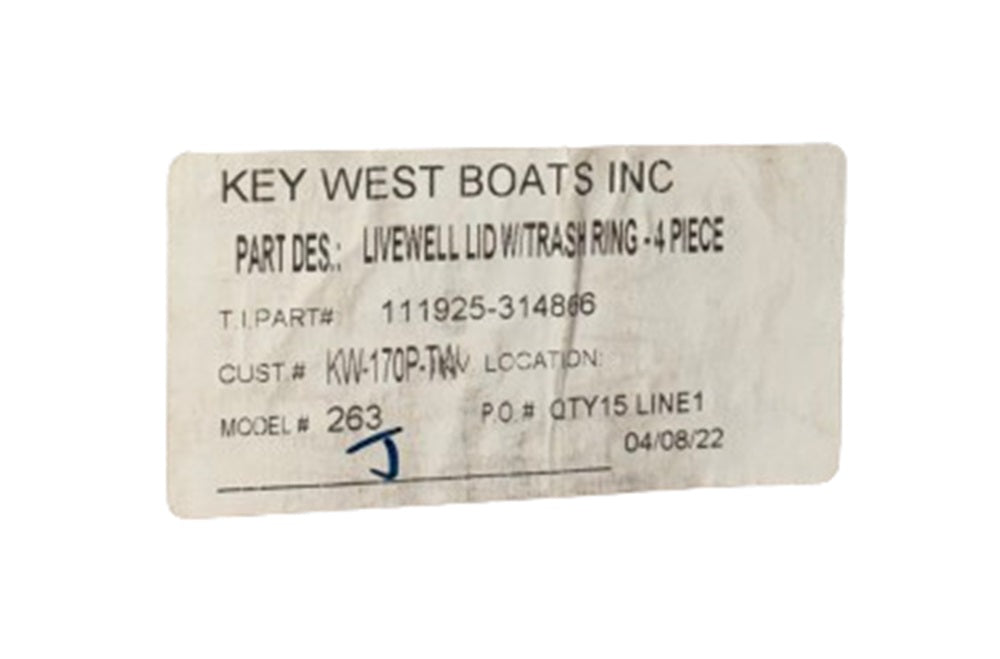 KEY WEST BOATS INC
PART DES.: LIVEWELL LID W/TRASH RING - 4 PIECE
T.I.PART# 111925-314866
CUST.# LOCATION:
MODEL # 263 P.O.# QTY15 LINE1
J
04/08/22